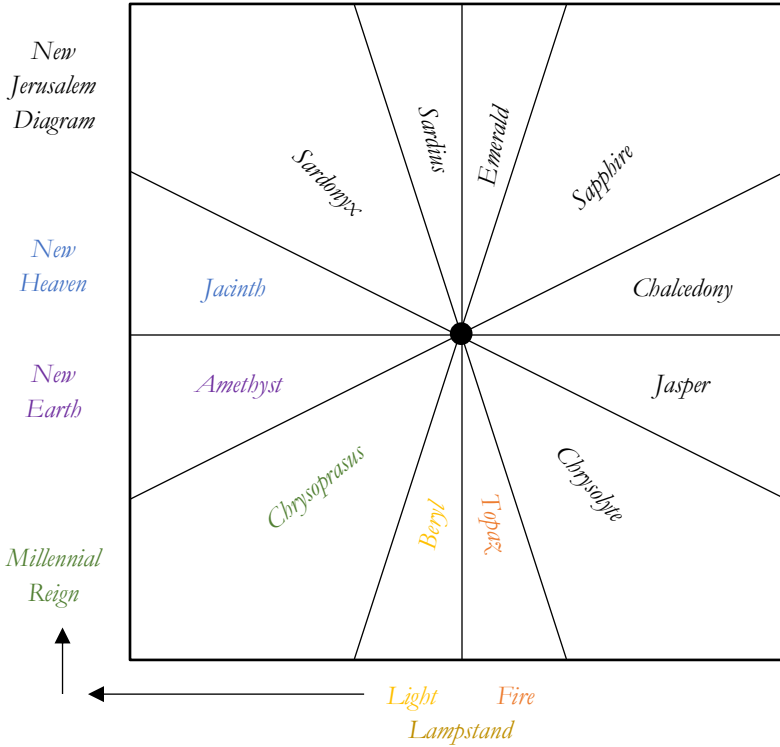 New
Jerusalem
Diagram
Sardius
Emerald
Sardonyx
Sapphire
New
Heaven
Jacinth
Chalcedony
New
Earth
Amethyst
Jasper
Chrysoprasus
Beryl
Topaz
Chrysolyte
Millennial
Reign
Light
Fire
Lampstand